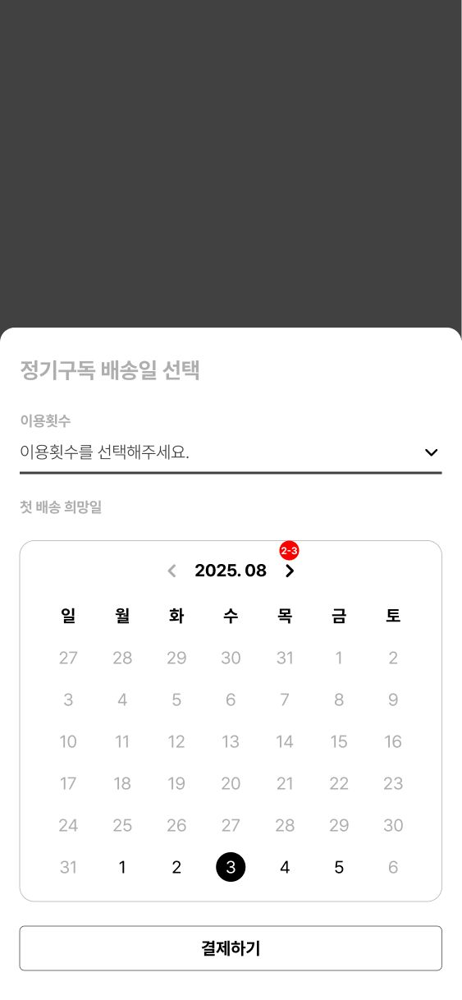 정기구독 배송일 선택
이용횟수
이용횟수를 선택해주세요.
첫 배송 희망일
2-3
2025. 08
일 월 화 수 목 금 토
27 28 29 30 31 1 2
3 4 5 6 7 8 9
10 11 12 13 14 15 16
17 18 19 20 21 22 23
24 25 26 27 28 29 30
31 1 2 3 4 5 6
결제하기